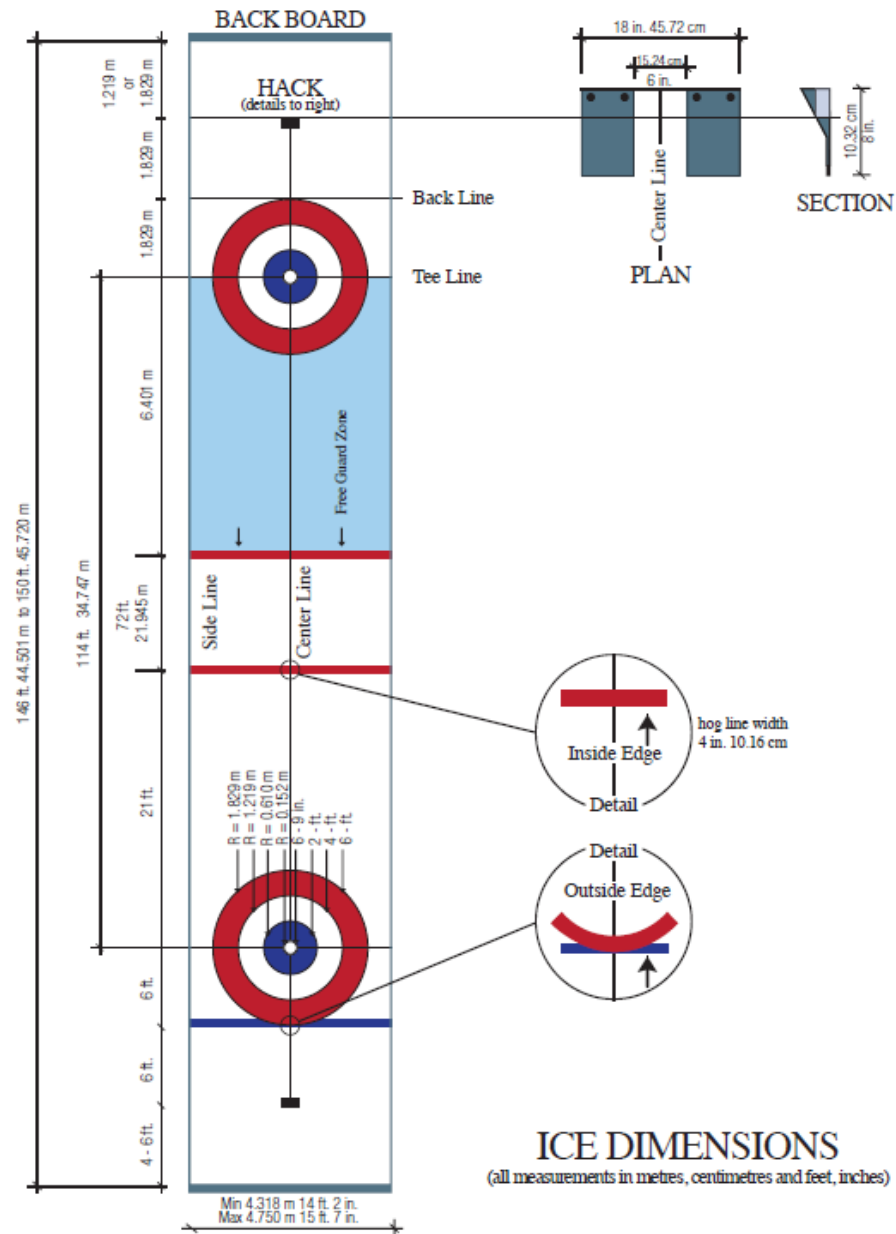 BACK BOARD
18 in. 45.72 cm
1.219 m
or
1.829 m
HACK
(details to right)
15.24 cm
6 in.
10.32 cm
8 in.
1.829 m
Center Line
SECTION
Back Line
1.829 m
Tee Line
PLAN
6.401 m
Free Guard Zone
146 ft. 44.501 m to 150 ft. 45.720 m
114 ft. 34.747 m
72ft.
21.945 m
Side Line
Center Line
hog line width
4 in. 10.16 cm
Inside Edge
Detail
21ft.
R = 1.829 m
R = 1.219 m
R = 0.610 m
R = 0.152 m
6 - 9 in.
2 - ft.
4 - ft.
6 - ft.
Detail
Outside Edge
6 ft.
6 ft.
4 - 6 ft.
ICE DIMENSIONS
(all measurements in metres, centimetres and feet, inches)
Min 4.318 m 14 ft. 2 in.
Max 4.750 m 15 ft. 7 in.